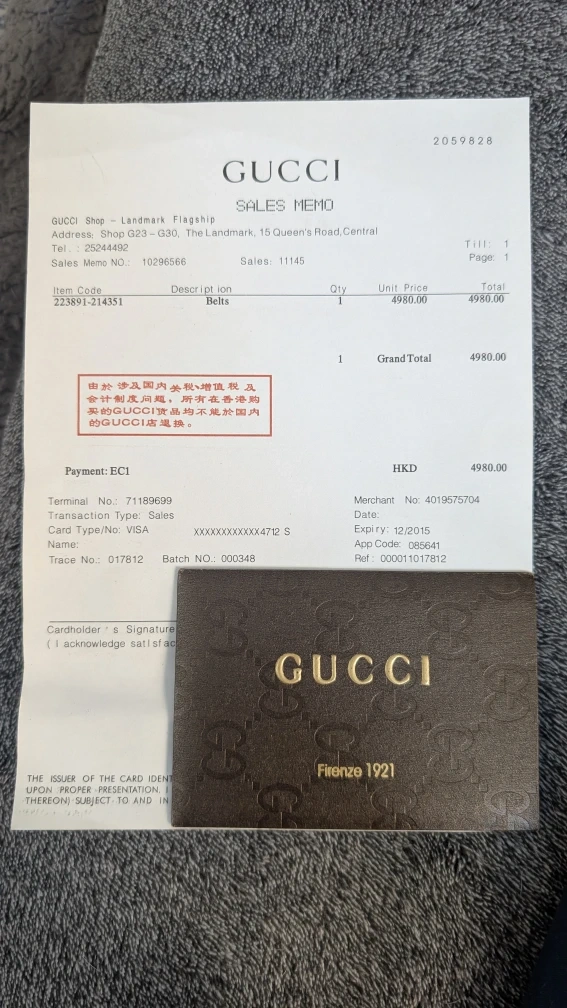 2059828
GUCCI
SALES MEMO
GUCCI Shop – Landmark Flagship
Address: Shop G23 – G30, The Landmark, 15 Queen's Road,Central
Tel. : 25244492
Till: 1
Sales Memo NO.: 10296566 Sales: 11145
Page: 1
Item Code Description Qty Unit Price Total
223891-214351 Belts 1 4980.00 4980.00
1 Grand Total 4980.00
由於 涉及国内 关税、增值税 及
会计制度问题，所有在香港购
买的GUCCI货品均不能於国内
的GUCCI店退换。
Payment: EC1 HKD 4980.00
Terminal No.: 71189699 Merchant No: 4019575704
Transaction Type: Sales Date:
Card Type/No: VISA XXXXXXXXXXXX4712 S Expiry: 12/2015
Name: App Code: 085641
Trace No.: 017812 Batch NO.: 000348 Ref: 000011017812
Cardholder's Signature
( I acknowledge satisfac
GUCCI
Firenze 1921
THE ISSUER OF THE CARD IDENT
UPON PROPER PRESENTATION. I
THEREON) SUBJECT TO AND IN